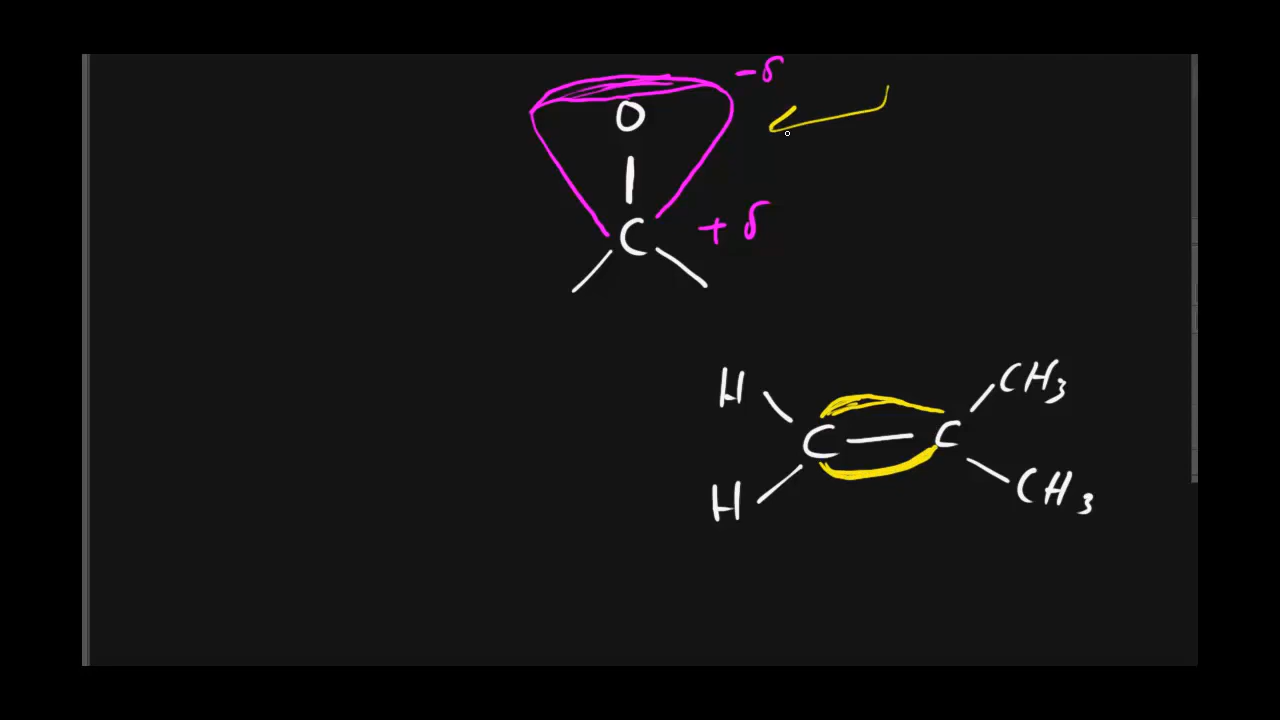 -δ
O
C +δ
H CH3
C — C
H CH3